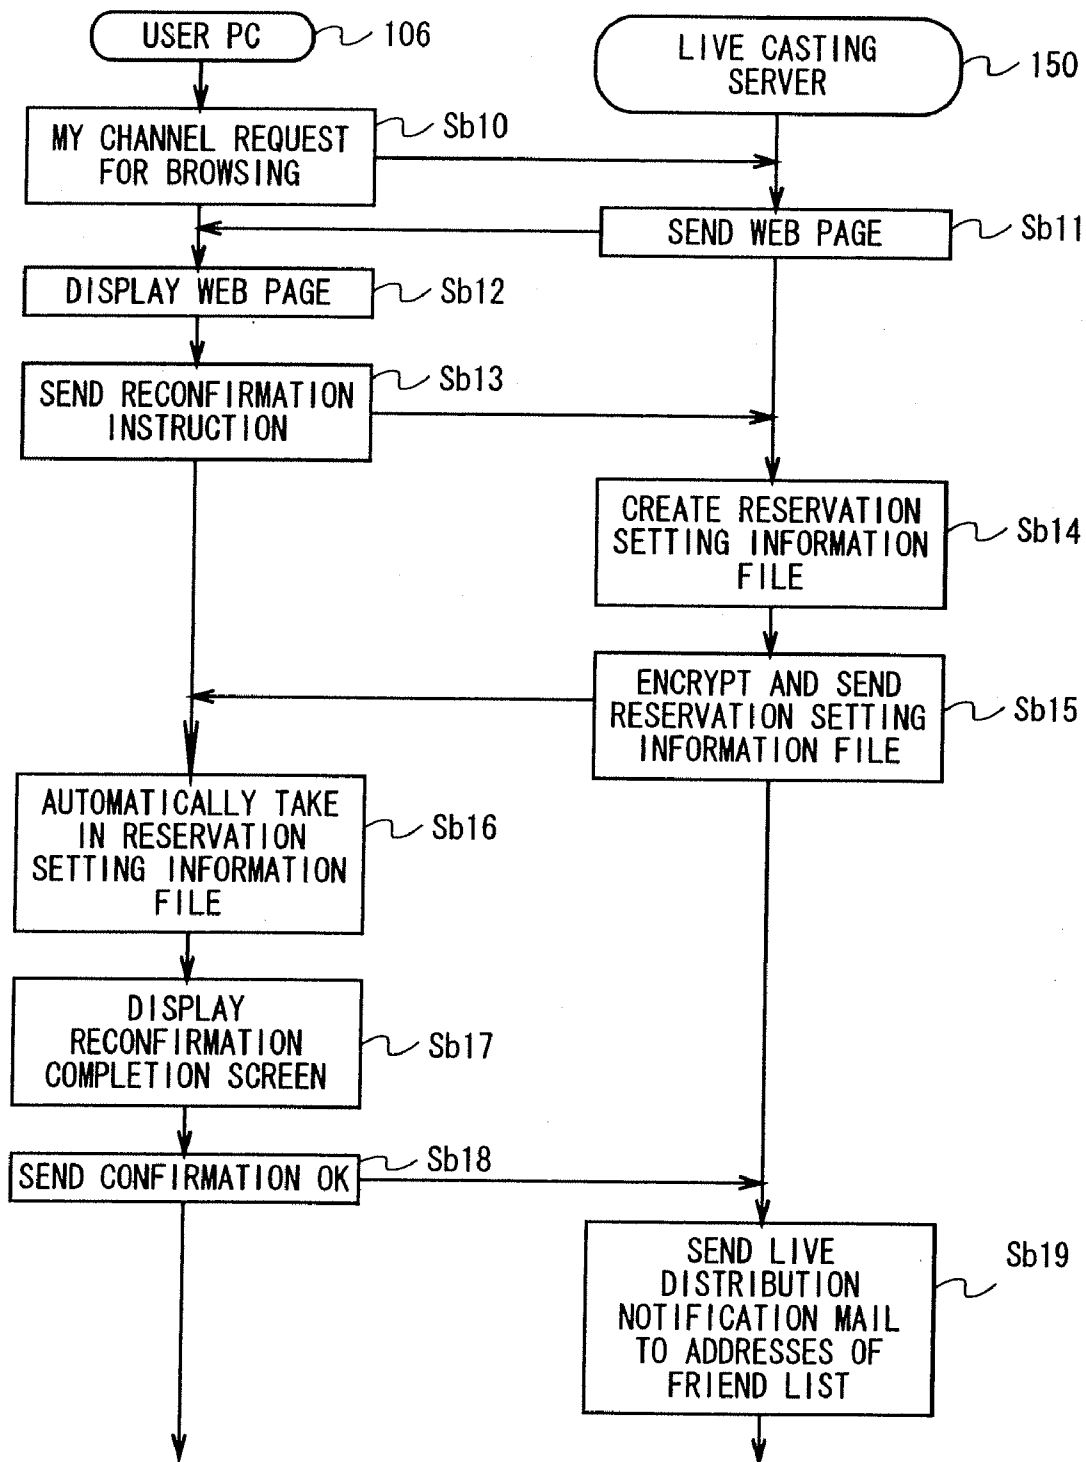 USER PC
106
LIVE CASTING
SERVER
150
MY CHANNEL REQUEST
FOR BROWSING
Sb10
SEND WEB PAGE
Sb11
DISPLAY WEB PAGE
Sb12
SEND RECONFIRMATION
INSTRUCTION
Sb13
CREATE RESERVATION
SETTING INFORMATION
FILE
Sb14
ENCRYPT AND SEND
RESERVATION SETTING
INFORMATION FILE
Sb15
AUTOMATICALLY TAKE
IN RESERVATION
SETTING INFORMATION
FILE
Sb16
DISPLAY
RECONFIRMATION
COMPLETION SCREEN
Sb17
SEND CONFIRMATION OK
Sb18
SEND LIVE
DISTRIBUTION
NOTIFICATION MAIL
TO ADDRESSES OF
FRIEND LIST
Sb19